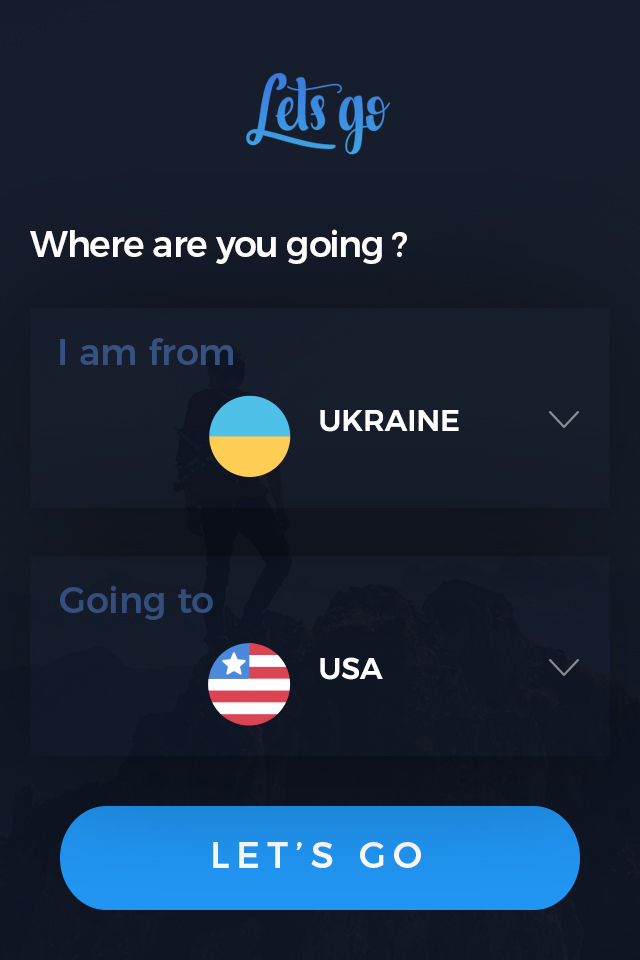 Lets go
Where are you going ?
I am from
UKRAINE
Going to
USA
LET’S GO